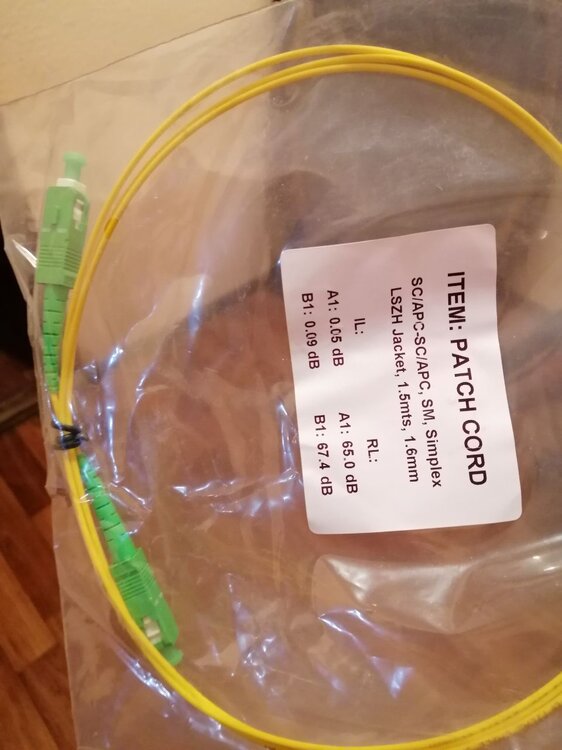 ITEM: PATCH CORD
SC/APC-SC/APC, SM, Simplex
LSZH Jacket, 1.5mts, 1.6mm
IL: RL:
A1: 0.05 dB A1: 65.0 dB
B1: 0.09 dB B1: 67.4 dB